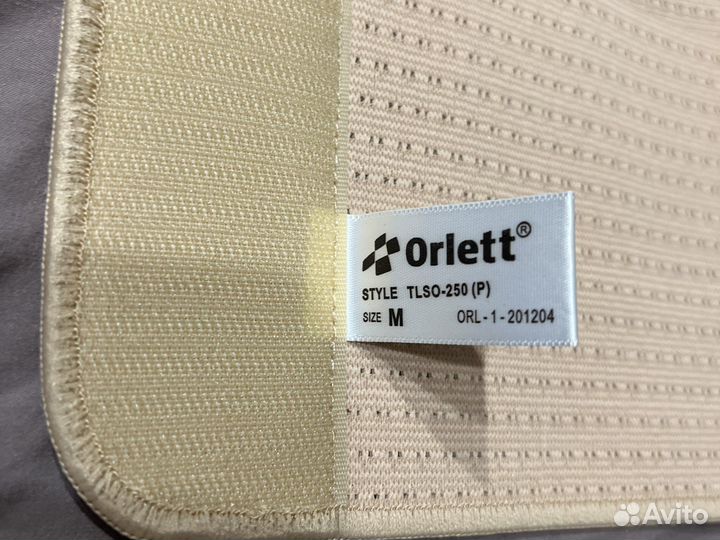 Orlett®
STYLE TLSO-250 (P)
SIZE M ORL-1-201204
Avito